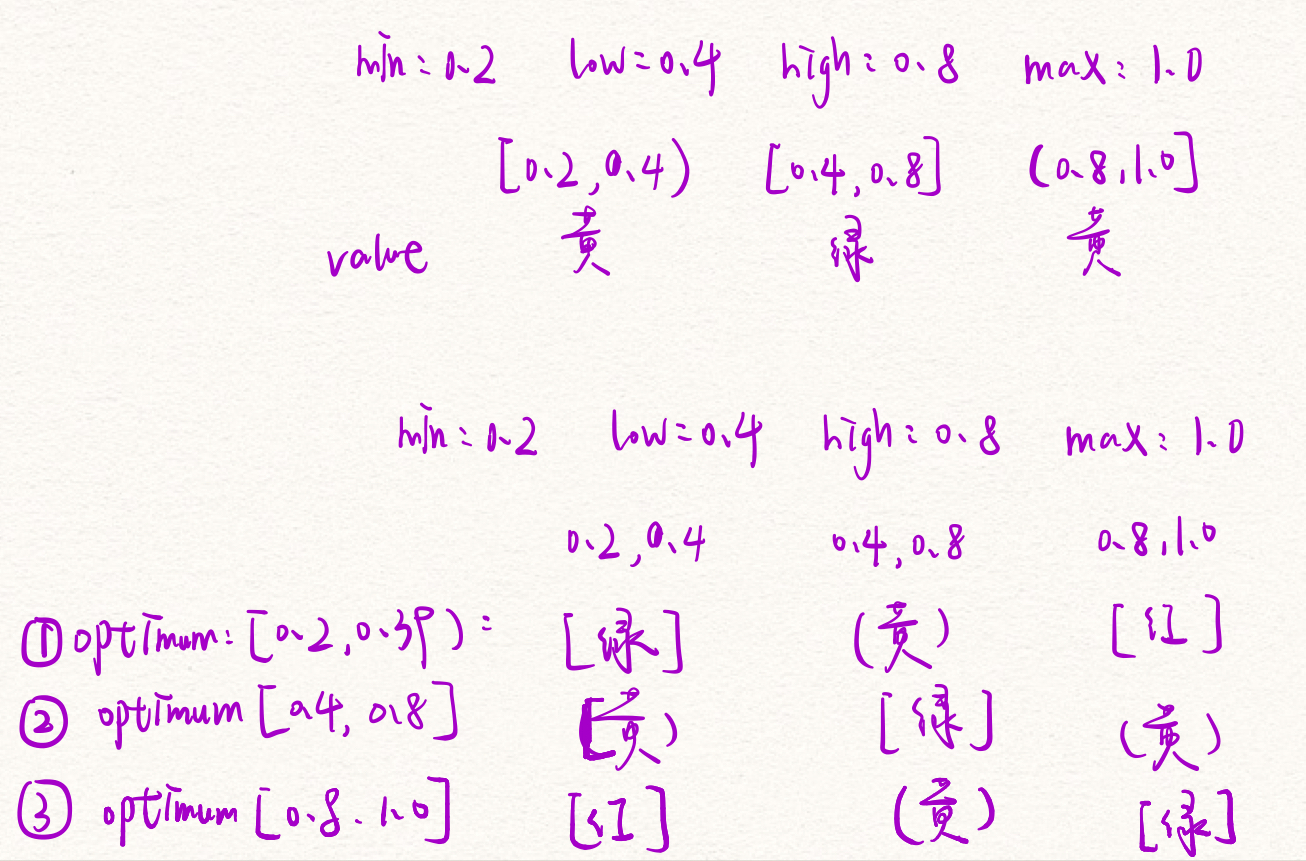 min: 0.2 low=0.4 high: 0.8 max: 1.0
[0.2, 0.4) [0.4, 0.8] (0.8, 1.0]
value 黄 绿 黄
min: 0.2 low=0.4 high: 0.8 max: 1.0
0.2, 0.4 0.4, 0.8 0.8, 1.0
① optimum: [0.2, 0.39): [绿] (黄) [红]
② optimum [0.4, 0.8] [黄) [绿] (黄)
③ optimum [0.8. 1.0] [红] (黄) [绿]